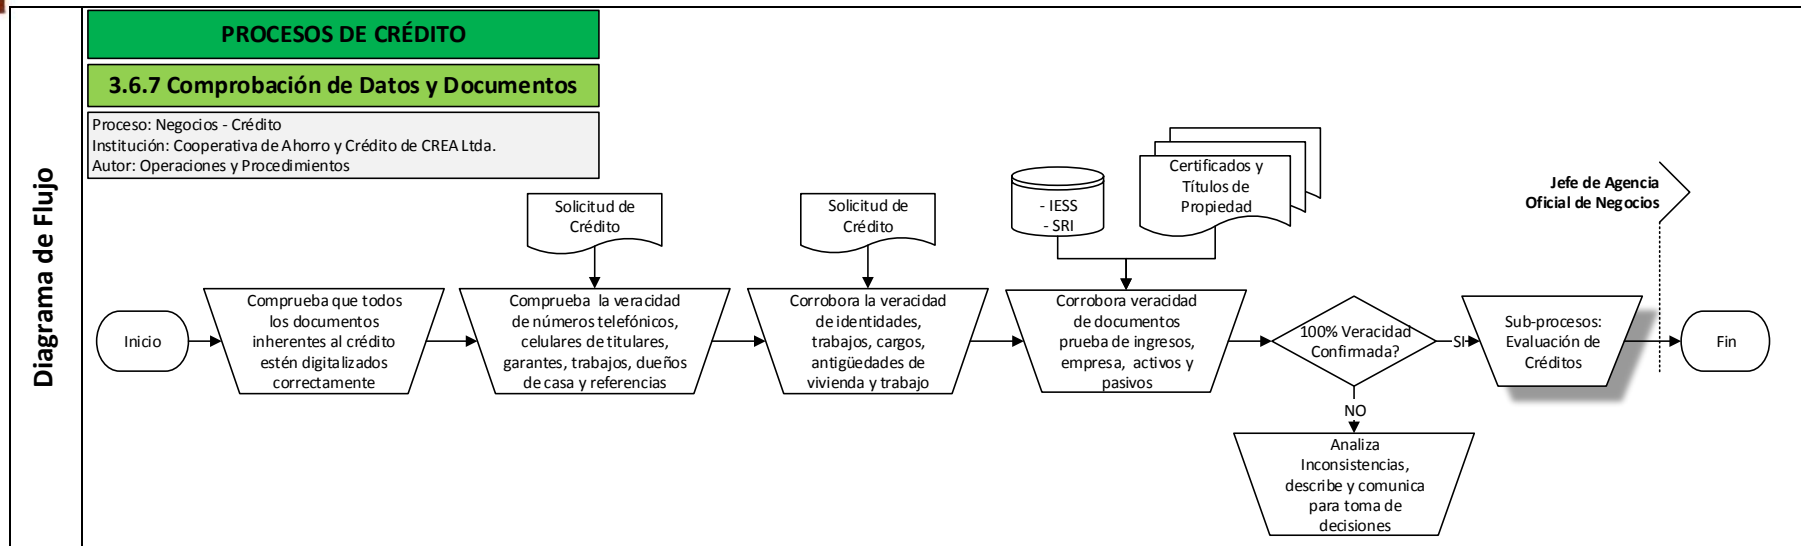 PROCESOS DE CRÉDITO
3.6.7 Comprobación de Datos y Documentos
Proceso: Negocios - Crédito
Institución: Cooperativa de Ahorro y Crédito de CREA Ltda.
Autor: Operaciones y Procedimientos
Diagrama de Flujo
Inicio
Comprueba que todos
los documentos
inherentes al crédito
estén digitalizados
correctamente
Solicitud de
Crédito
Comprueba la veracidad
de números telefónicos,
celulares de titulares,
garantes, trabajos, dueños
de casa y referencias
Solicitud de
Crédito
Corrobora la veracidad
de identidades,
trabajos, cargos,
antigüedades de
vivienda y trabajo
- IESS
- SRI
Certificados y
Títulos de
Propiedad
Corrobora veracidad
de documentos
prueba de ingresos,
empresa, activos y
pasivos
100% Veracidad
Confirmada?
SI
NO
Analiza
Inconsistencias,
describe y comunica
para toma de
decisiones
Sub-procesos:
Evaluación de
Créditos
Jefe de Agencia
Oficial de Negocios
Fin